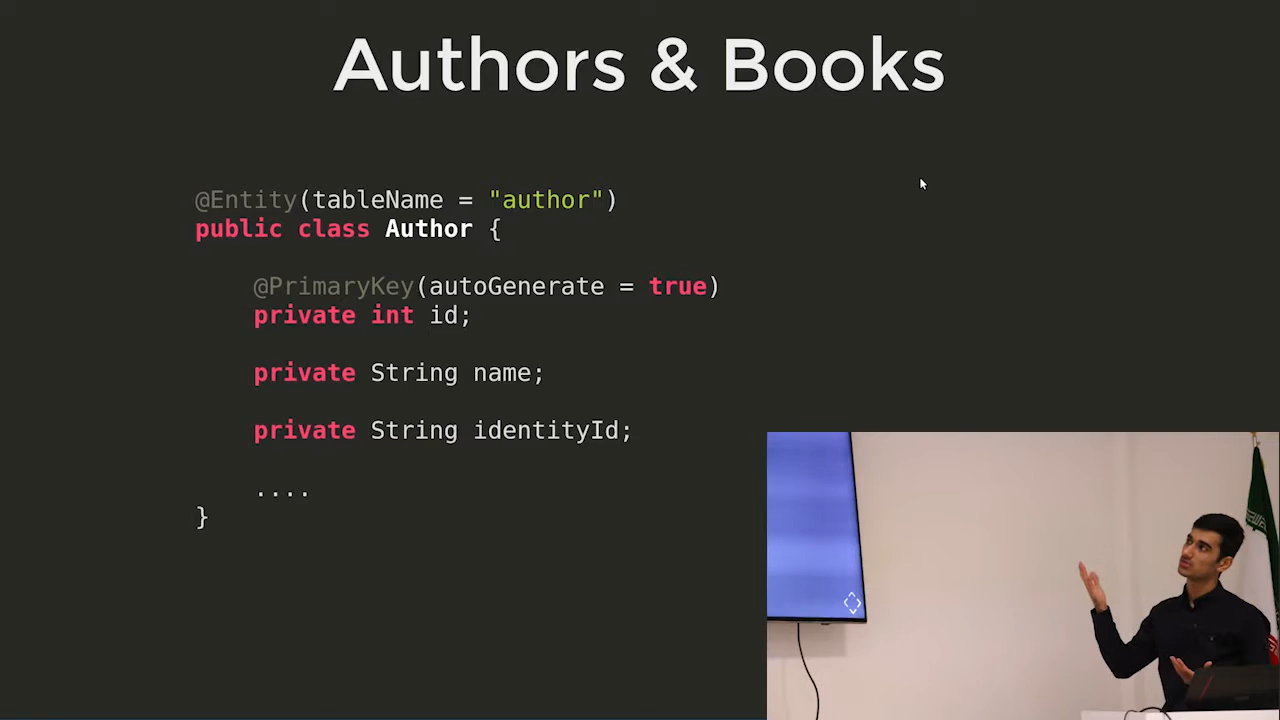 Authors & Books
@Entity(tableName = "author")
public class Author {
@PrimaryKey(autoGenerate = true)
private int id;
private String name;
private String identityId;
....
}